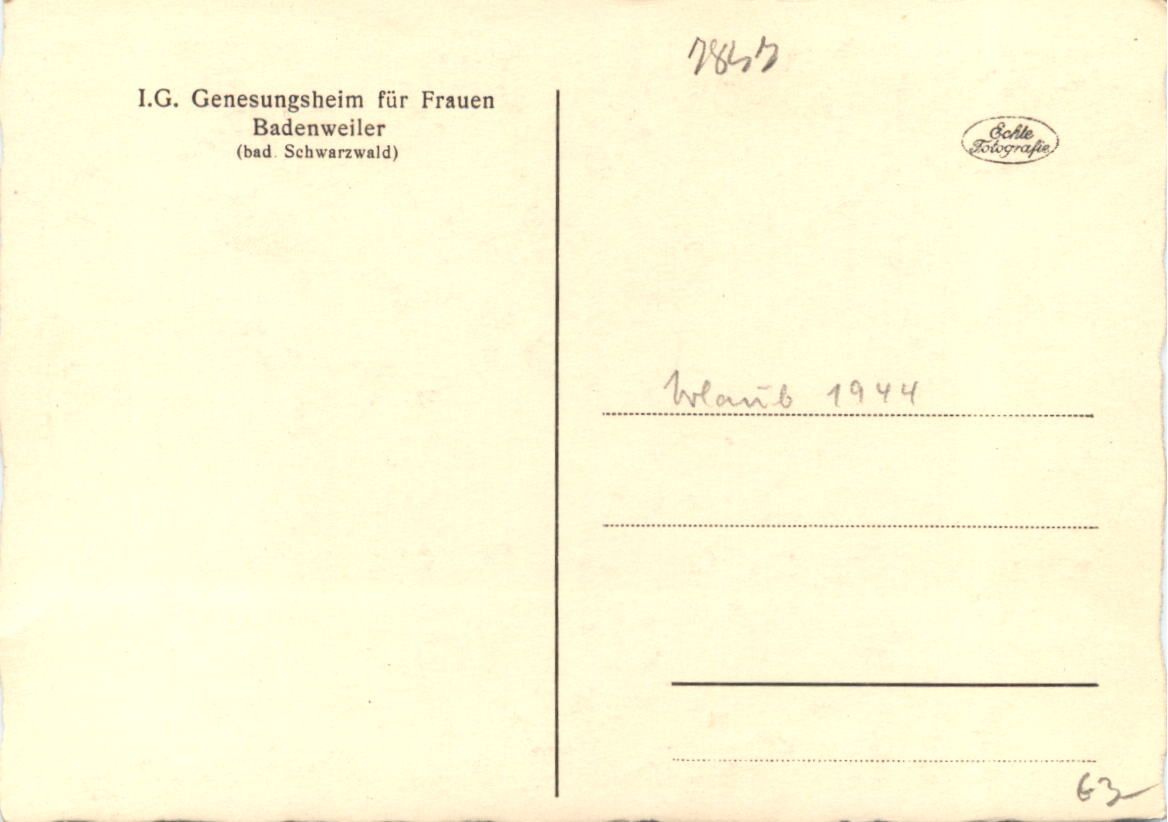 I.G. Genesungsheim für Frauen
Badenweiler
(bad. Schwarzwald)
Echte
Fotografie
Urlaub 1944